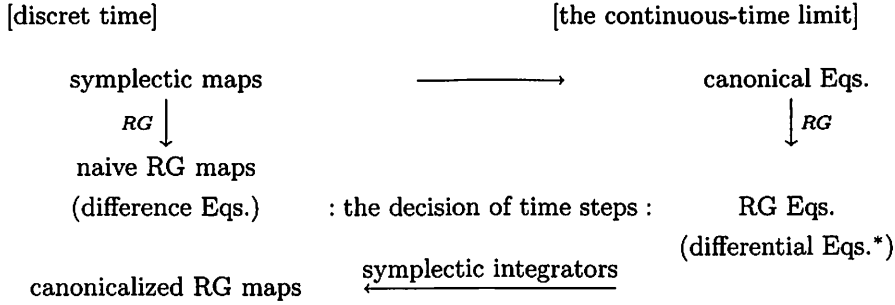 [discret time] [the continuous-time limit]
symplectic maps canonical Eqs.
RG RG
naive RG maps
(difference Eqs.) : the decision of time steps : RG Eqs.
(differential Eqs.*)
symplectic integrators
canonicalized RG maps